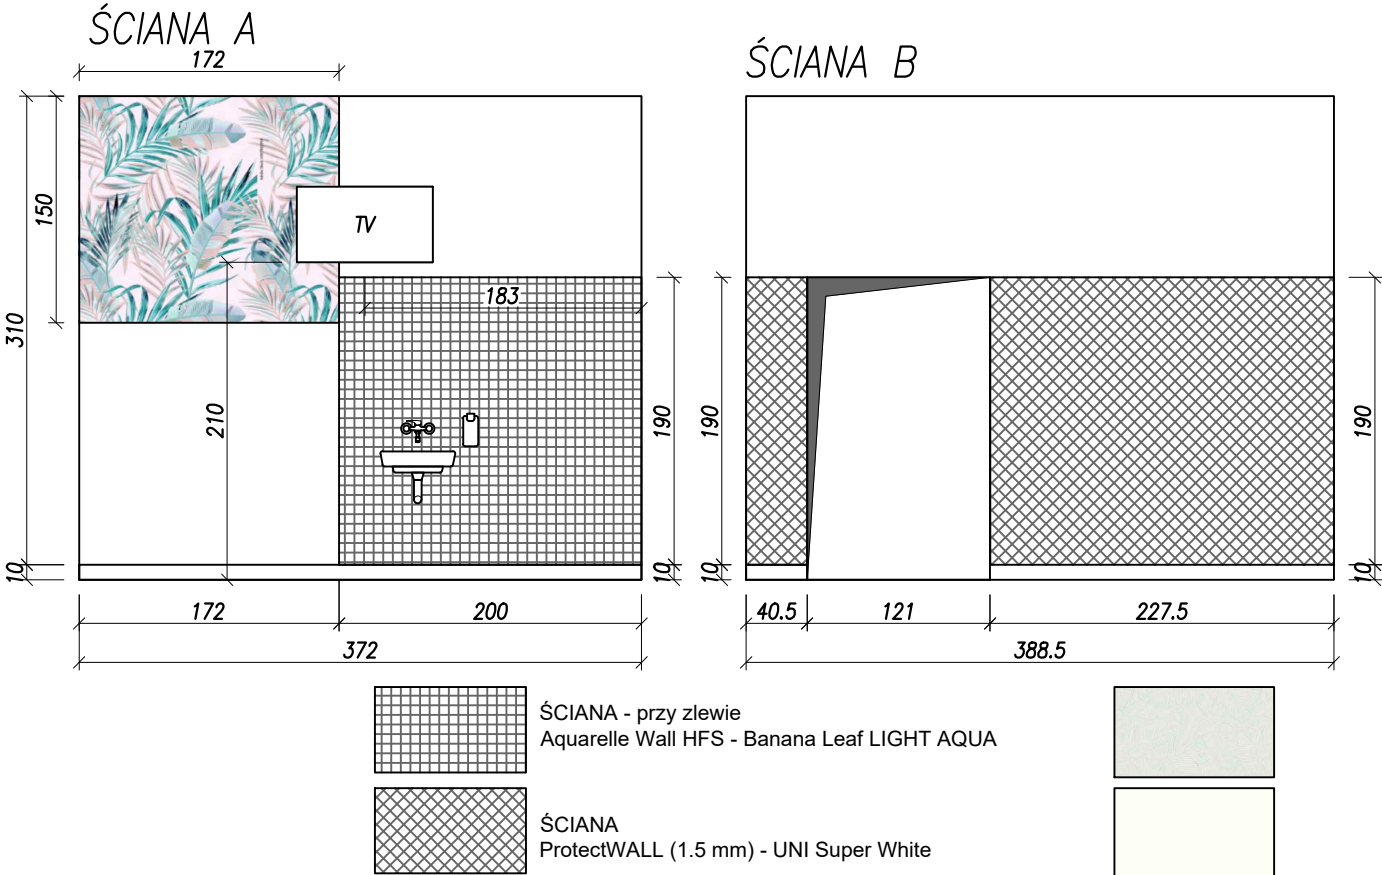 ŚCIANA A
172
ŚCIANA B
150
310
TV
183
210
190
190
190
10
10
10
10
172
200
372
40.5
121
227.5
388.5
ŚCIANA - przy zlewie
Aquarelle Wall HFS - Banana Leaf LIGHT AQUA
ŚCIANA
ProtectWALL (1.5 mm) - UNI Super White